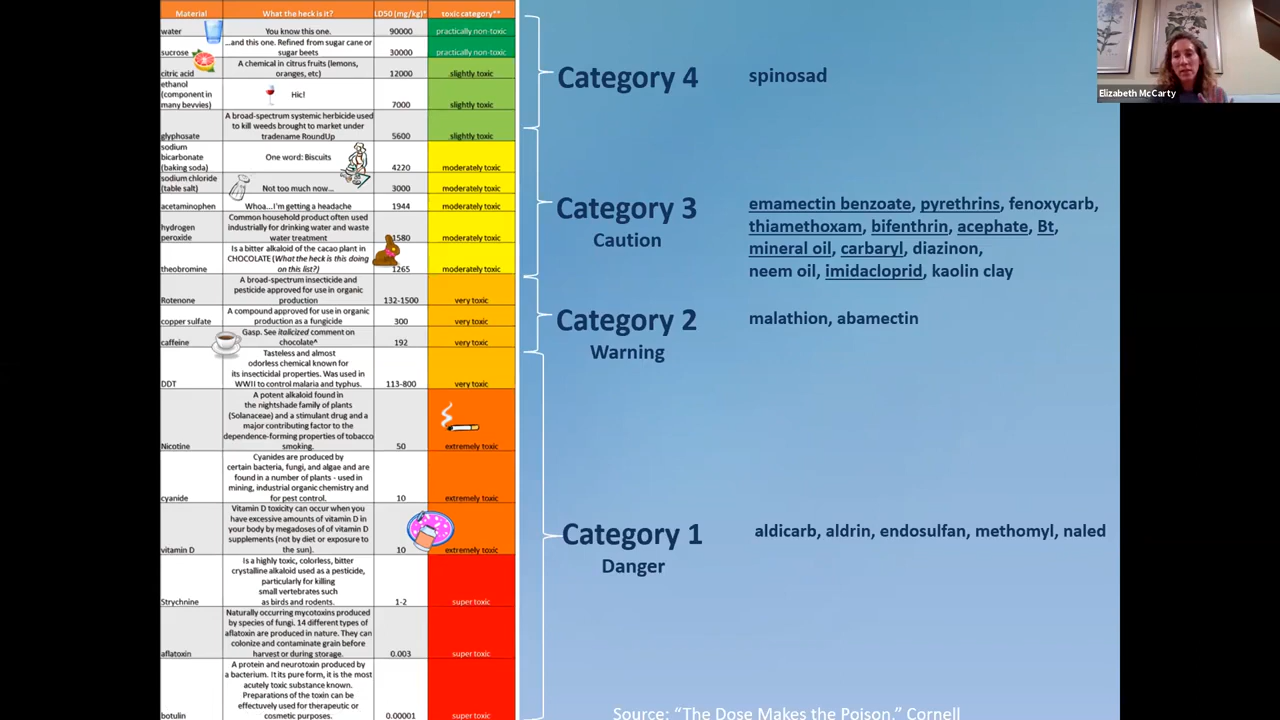 Material What the heck is it? LD50 (mg/kg)* toxic category**
water You know this one. 90000 practically non-toxic
...and this one. Refined from sugar cane or
sucrose sugar beets 30000 practically non-toxic
A chemical in citrus fruits (lemons,
citric acid oranges, etc) 12000 slightly toxic
ethanol
(component in Hic!
many bevvies) 7000 slightly toxic
A broad-spectrum systemic herbicide used
to kill weeds brought to market under
glyphosate tradename RoundUp 5600 slightly toxic
sodium
bicarbonate One word: Biscuits
(baking soda) 4220 moderately toxic
sodium chloride
(table salt) Not too much now... 3000 moderately toxic
acetaminophen Whoa...I'm getting a headache 1944 moderately toxic
Common household product often used
hydrogen industrially for drinking water and waste
peroxide water treatment 1580 moderately toxic
Is a bitter alkaloid of the cacao plant in
CHOCOLATE (What the heck is this doing
theobromine on this list?) 1265 moderately toxic
A broad-spectrum insecticide and
pesticide approved for use in organic
Rotenone production 132-1500 very toxic
A compound approved for use in organic
copper sulfate production as a fungicide 300 very toxic
Gasp. See italicized comment on
caffeine chocolate^ 192 very toxic
Tasteless and almost
odorless chemical known for
its insecticidal properties. Was used in
DDT WWII to control malaria and typhus. 113-800 very toxic
A potent alkaloid found in
the nightshade family of plants
(Solanaceae) and a stimulant drug and a
major contributing factor to the
dependence-forming properties of tobacco
Nicotine smoking. 50 extremely toxic
Cyanides are produced by
certain bacteria, fungi, and algae and are
found in a number of plants - used in
mining, industrial organic chemistry and
cyanide for pest control. 10 extremely toxic
Vitamin D toxicity can occur when you
have excessive amounts of vitamin D in
your body by megadoses of of vitamin D
supplements (not by diet or exposure to
vitamin D the sun). 10 extremely toxic
Is a highly toxic, colorless, bitter
crystalline alkaloid used as a pesticide,
particularly for killing
small vertebrates such
Strychnine as birds and rodents. 1-2 super toxic
Naturally occurring mycotoxins produced
by species of fungi. 14 different types of
aflatoxin are produced in nature. They can
colonize and contaminate grain before
aflatoxin harvest or during storage. 0.003 super toxic
A protein and neurotoxin produced by
a bacterium. It its pure form, it is the most
acutely toxic substance known.
Preparations of the toxin can be
effectuvely used for therapeutic or
botulin cosmetic purposes. 0.00001 super toxic
Category 4 spinosad
Category 3
Caution
emamectin benzoate, pyrethrins, fenoxycarb,
thiamethoxam, bifenthrin, acephate, Bt,
mineral oil, carbaryl, diazinon,
neem oil, imidacloprid, kaolin clay
Category 2 malathion, abamectin
Warning
Category 1 aldicarb, aldrin, endosulfan, methomyl, naled
Danger
Source: "The Dose Makes the Poison," Cornell
Elizabeth McCarty